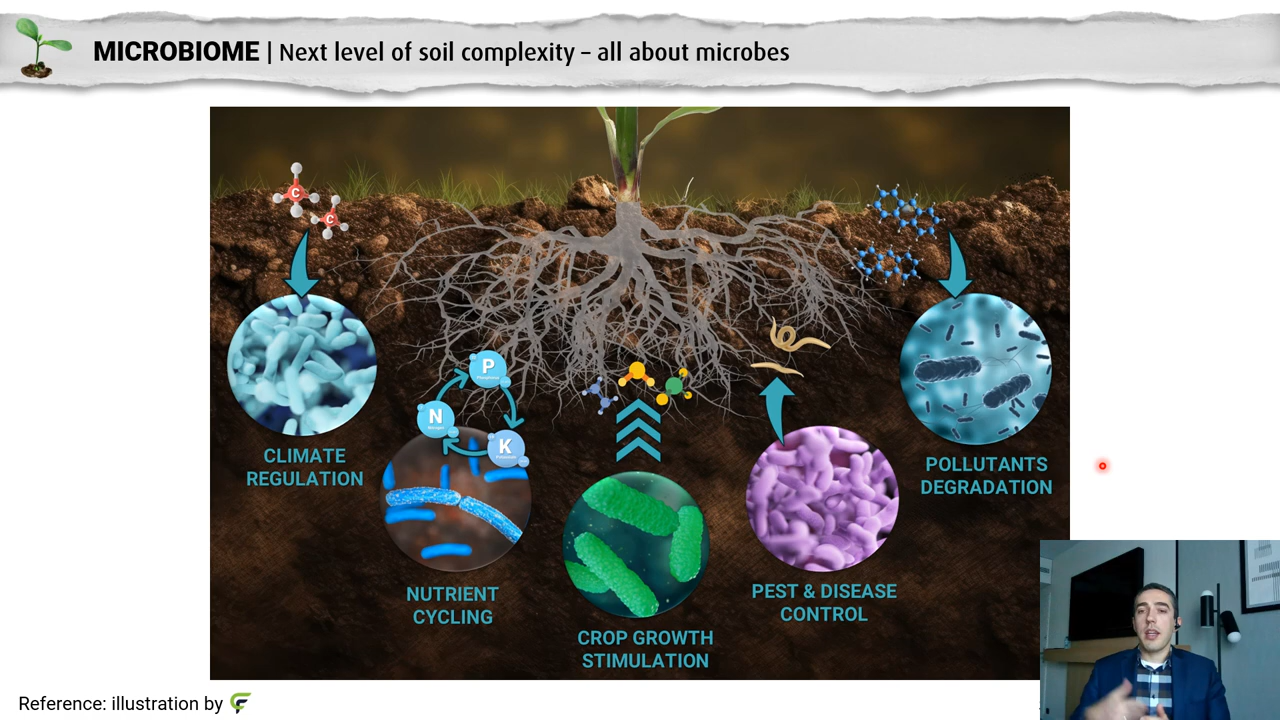 MICROBIOME | Next level of soil complexity – all about microbes
C
C
P
N
K
CLIMATE
REGULATION
POLLUTANTS
DEGRADATION
NUTRIENT
CYCLING
PEST & DISEASE
CONTROL
CROP GROWTH
STIMULATION
Reference: illustration by